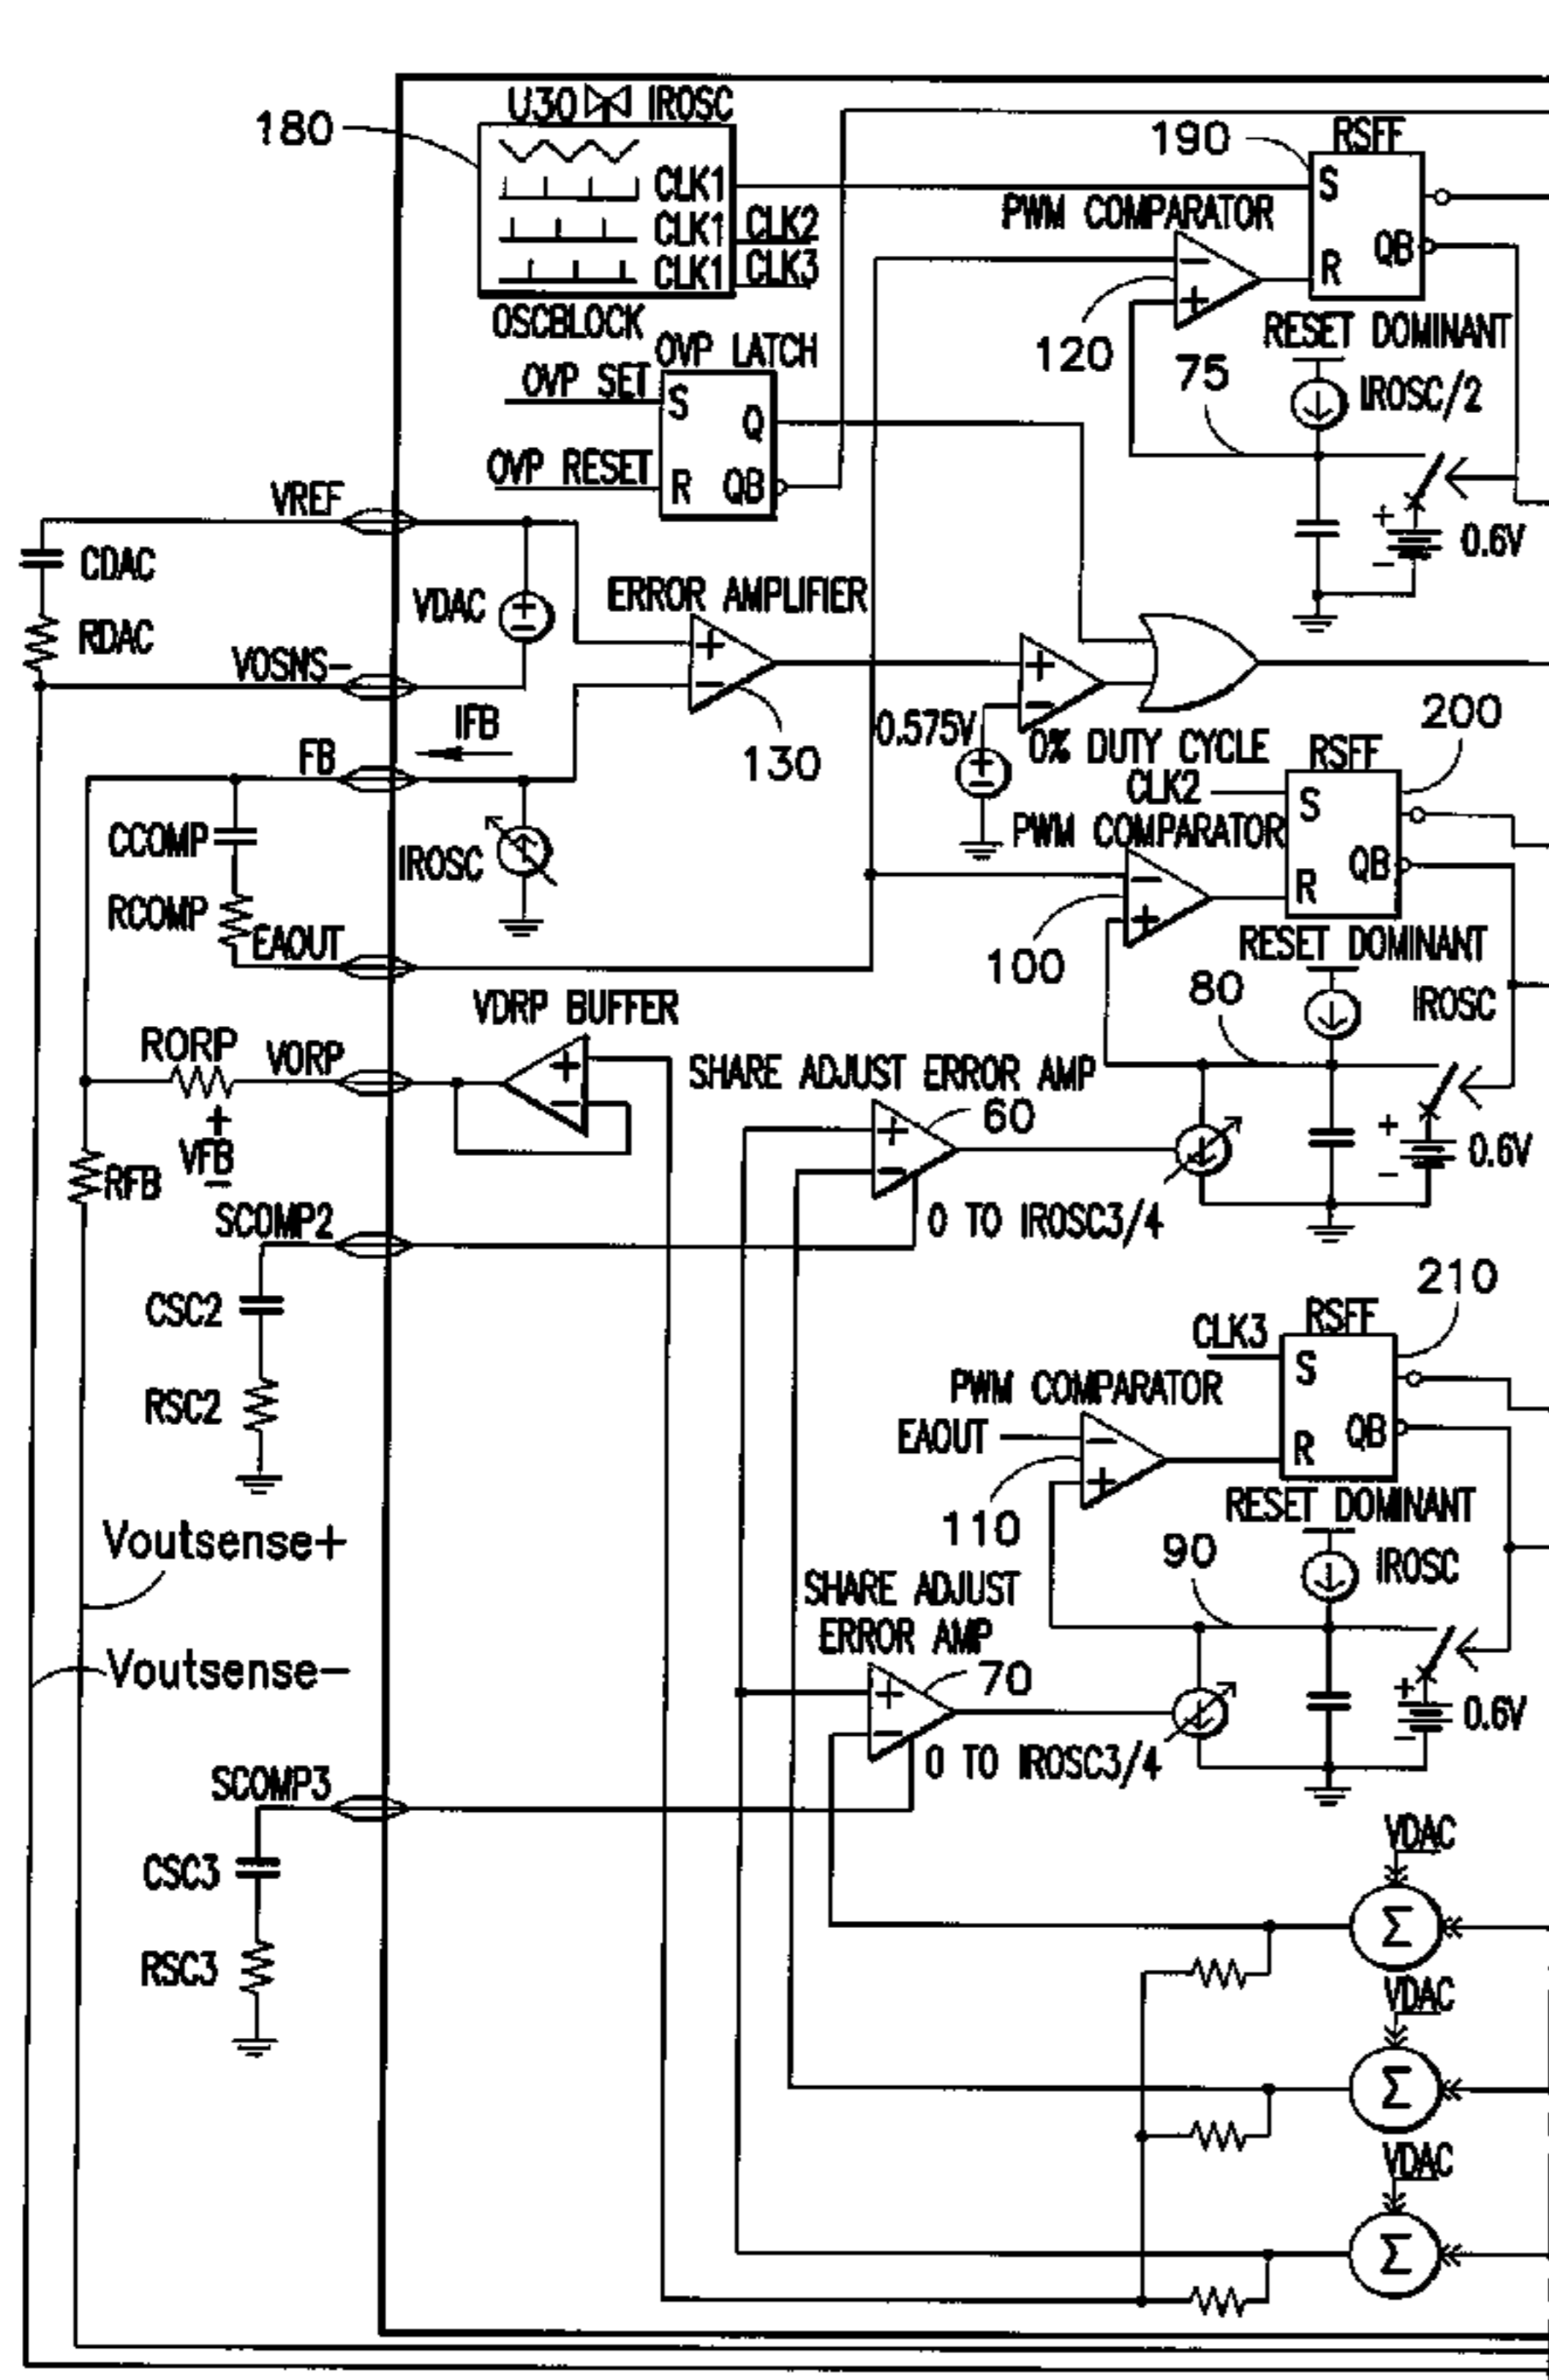 U30 IROSC
180
CLK1
CLK1 CLK2
CLK1 CLK3
OSCBLOCK
190
RSFF
S
QB
R
PWM COMPARATOR
−
+
120
RESET DOMINANT
75
IROSC/2
+
−
0.6V
OVP LATCH
OVP SET
S
Q
OVP RESET
R
QB
VREF
CDAC
RDAC
VDAC
+
−
ERROR AMPLIFIER
+
−
130
VOSNS-
IFB
FB
0.575V
+
−
+
−
0% DUTY CYCLE
200
RSFF
CLK2
S
QB
R
PWM COMPARATOR
−
+
100
RESET DOMINANT
80
IROSC
+
−
0.6V
CCOMP
RCOMP
IROSC
EAOUT
VDRP BUFFER
+
−
RORP
VORP
+
VFB
−
RFB
SHARE ADJUST ERROR AMP
+
−
60
0 TO IROSC3/4
SCOMP2
CSC2
RSC2
210
RSFF
CLK3
S
QB
R
PWM COMPARATOR
EAOUT
−
+
110
RESET DOMINANT
90
IROSC
+
−
0.6V
Voutsense+
SHARE ADJUST
ERROR AMP
+
−
70
0 TO IROSC3/4
Voutsense-
SCOMP3
CSC3
RSC3
VDAC
Σ
VDAC
Σ
VDAC
Σ